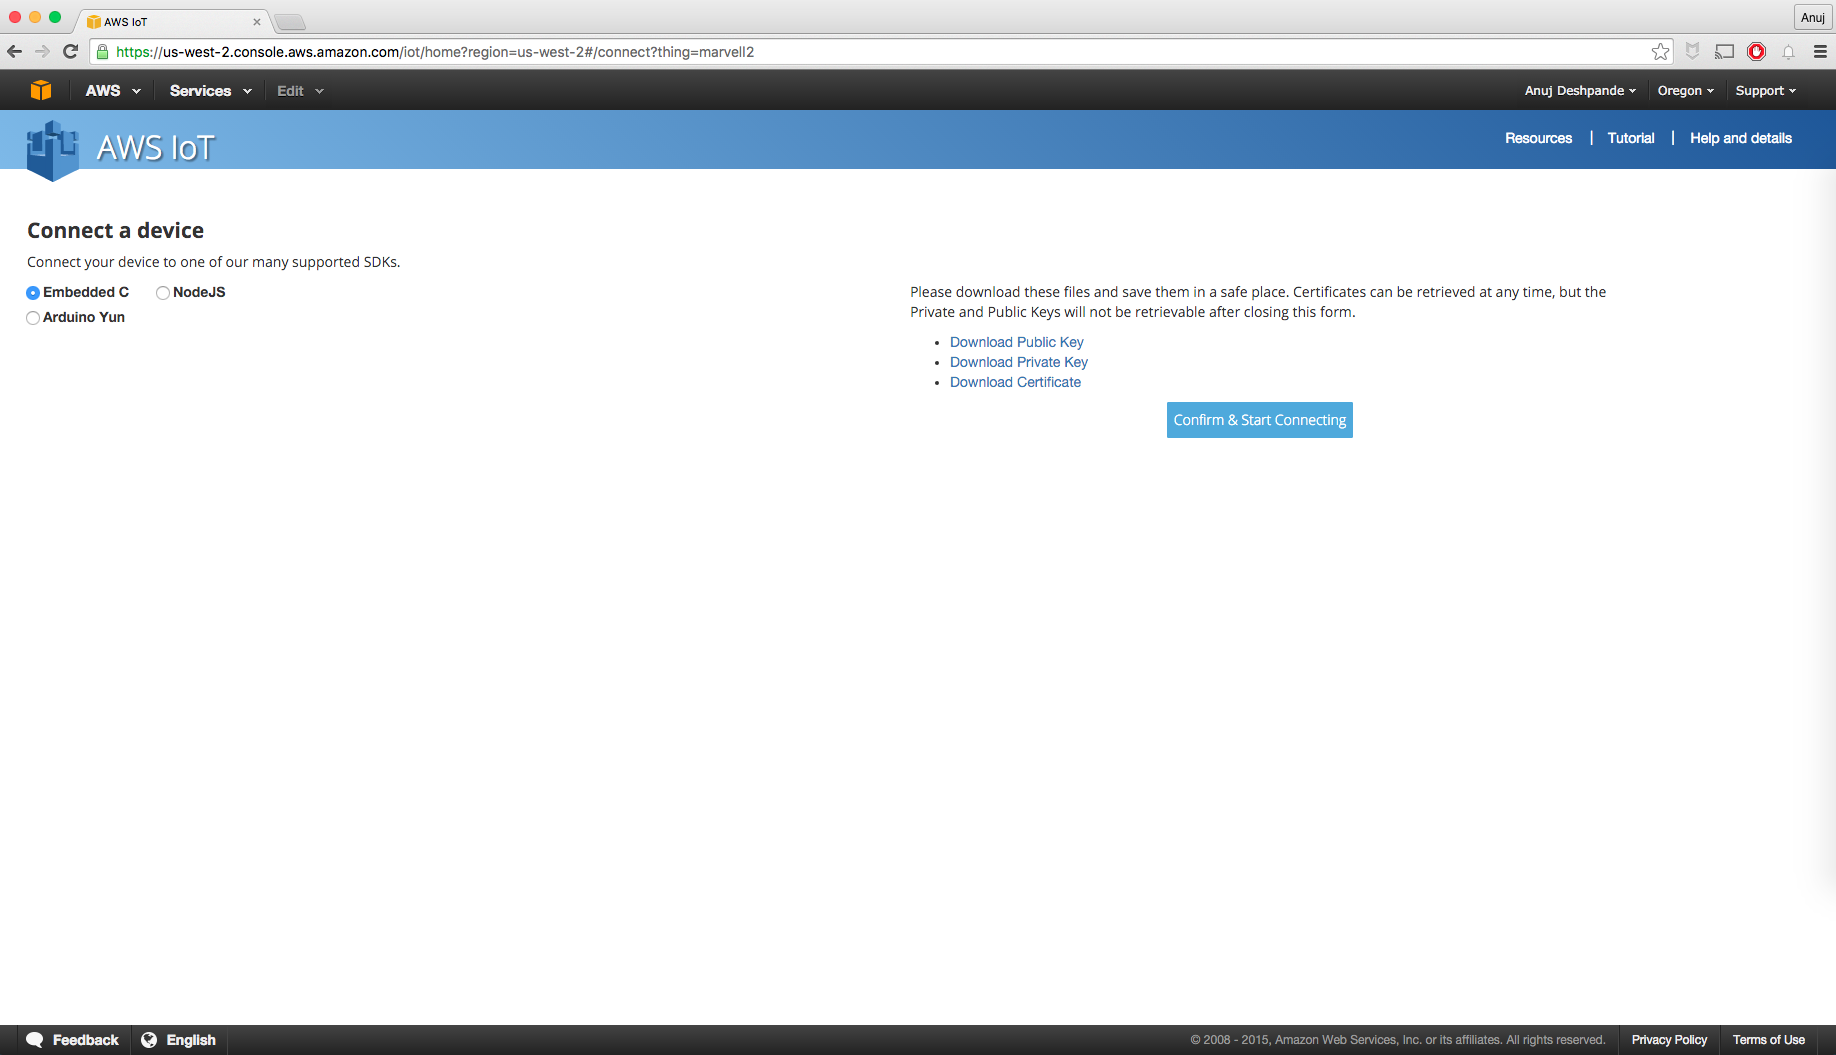 AWS IoT
Anuj
https://us-west-2.console.aws.amazon.com/iot/home?region=us-west-2#/connect?thing=marvell2
AWS Services Edit Anuj Deshpande Oregon Support
AWS IoT Resources | Tutorial | Help and details
Connect a device
Connect your device to one of our many supported SDKs.
Embedded C NodeJS
Arduino Yun
Please download these files and save them in a safe place. Certificates can be retrieved at any time, but the
Private and Public Keys will not be retrievable after closing this form.
• Download Public Key
• Download Private Key
• Download Certificate
Confirm & Start Connecting
Feedback English © 2008 - 2015, Amazon Web Services, Inc. or its affiliates. All rights reserved. Privacy Policy Terms of Use